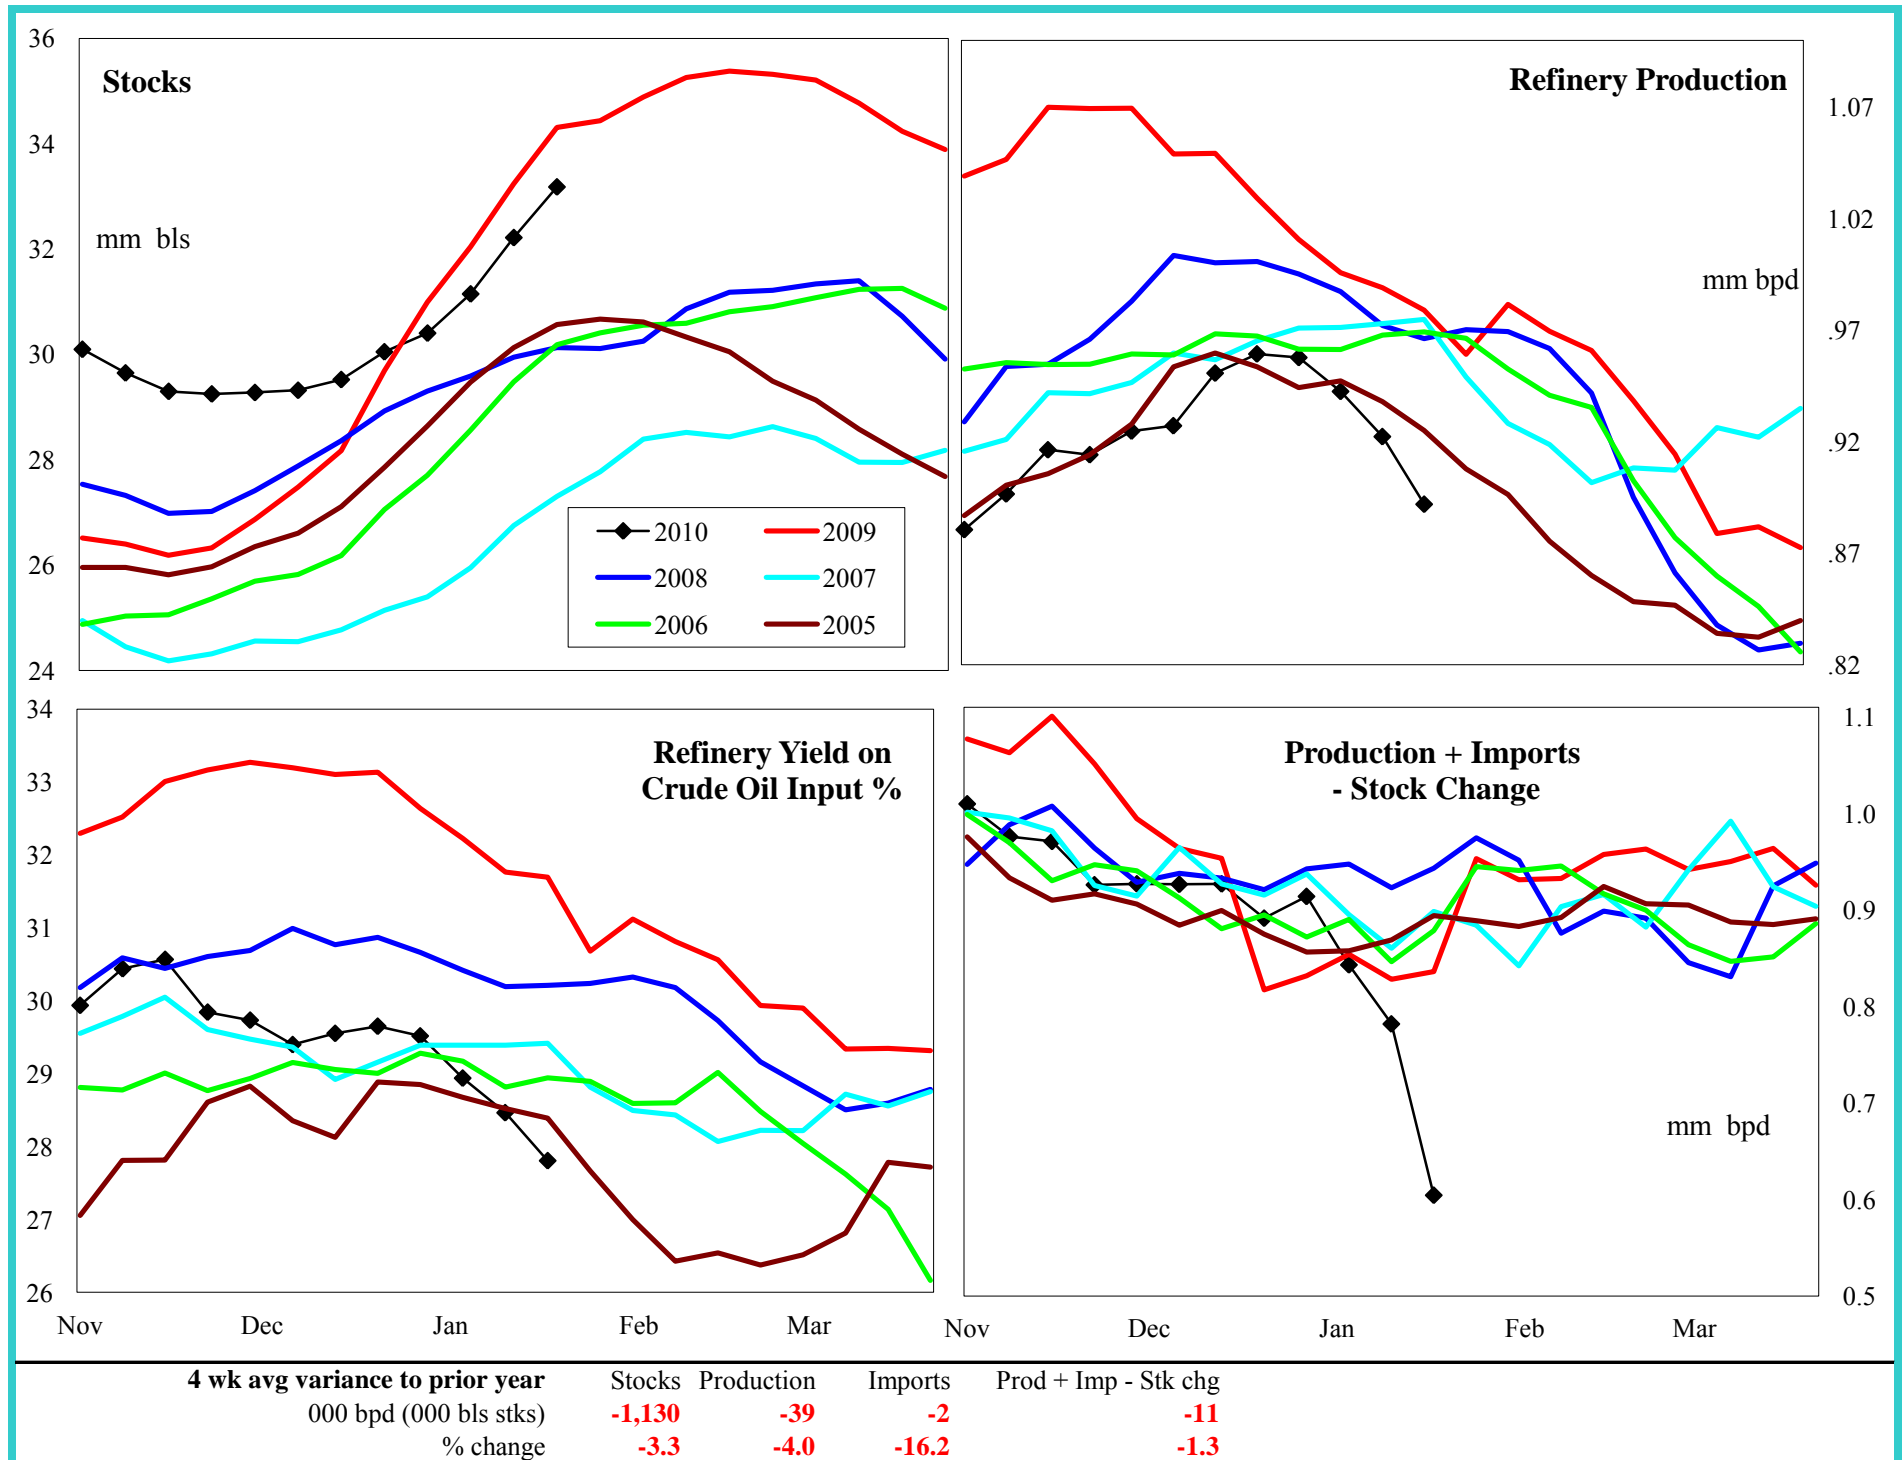 Stocks
mm bls
36
34
32
30
28
26
24
2010 2009
2008 2007
2006 2005
Refinery Production
mm bpd
1.07
1.02
.97
.92
.87
.82
Refinery Yield on
Crude Oil Input %
34
33
32
31
30
29
28
27
26
Nov Dec Jan Feb Mar
Production + Imports
- Stock Change
mm bpd
1.1
1.0
0.9
0.8
0.7
0.6
0.5
Nov Dec Jan Feb Mar
4 wk avg variance to prior year Stocks Production Imports Prod + Imp - Stk chg
000 bpd (000 bls stks) -1,130 -39 -2 -11
% change -3.3 -4.0 -16.2 -1.3